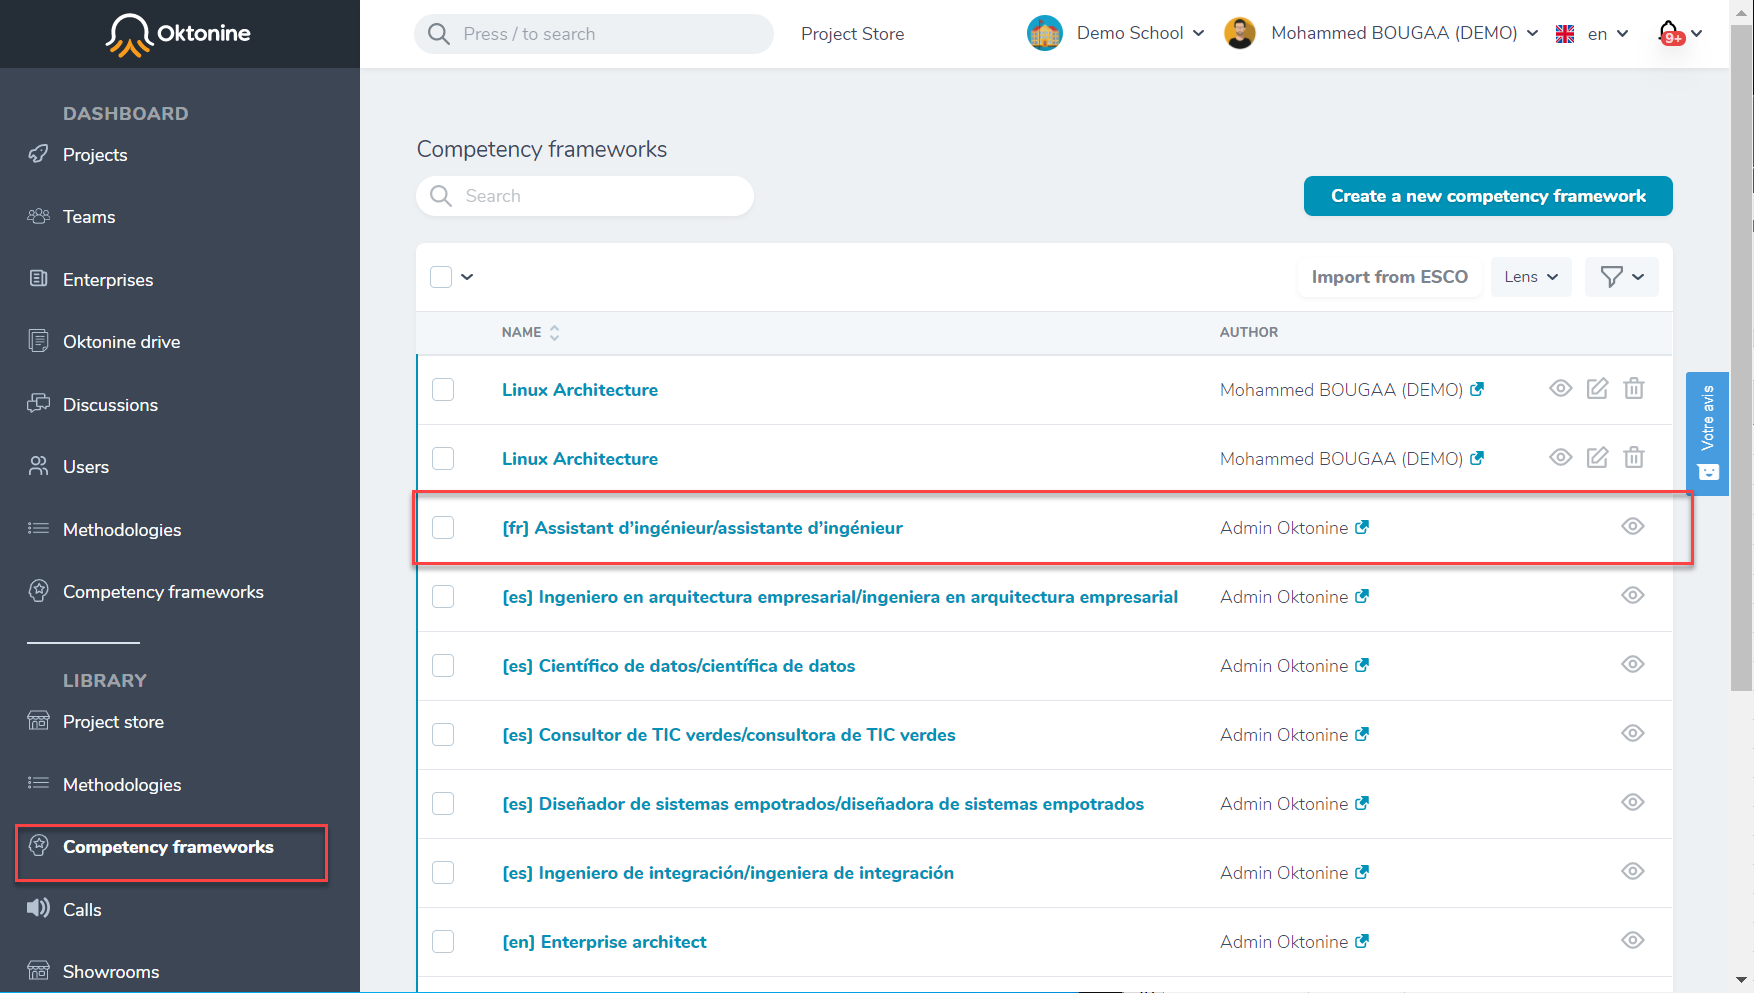 Oktonine
Press / to search
Project Store
Demo School
Mohammed BOUGAA (DEMO)
en
9+
DASHBOARD
Projects
Teams
Enterprises
Oktonine drive
Discussions
Users
Methodologies
Competency frameworks
LIBRARY
Project store
Methodologies
Competency frameworks
Calls
Showrooms
Competency frameworks
Search
Create a new competency framework
Import from ESCO
Lens
NAME
AUTHOR
Linux Architecture
Mohammed BOUGAA (DEMO)
Linux Architecture
Mohammed BOUGAA (DEMO)
[fr] Assistant d’ingénieur/assistante d’ingénieur
Admin Oktonine
[es] Ingeniero en arquitectura empresarial/ingeniera en arquitectura empresarial
Admin Oktonine
[es] Científico de datos/científica de datos
Admin Oktonine
[es] Consultor de TIC verdes/consultora de TIC verdes
Admin Oktonine
[es] Diseñador de sistemas empotrados/diseñadora de sistemas empotrados
Admin Oktonine
[es] Ingeniero de integración/ingeniera de integración
Admin Oktonine
[en] Enterprise architect
Admin Oktonine
Votre avis